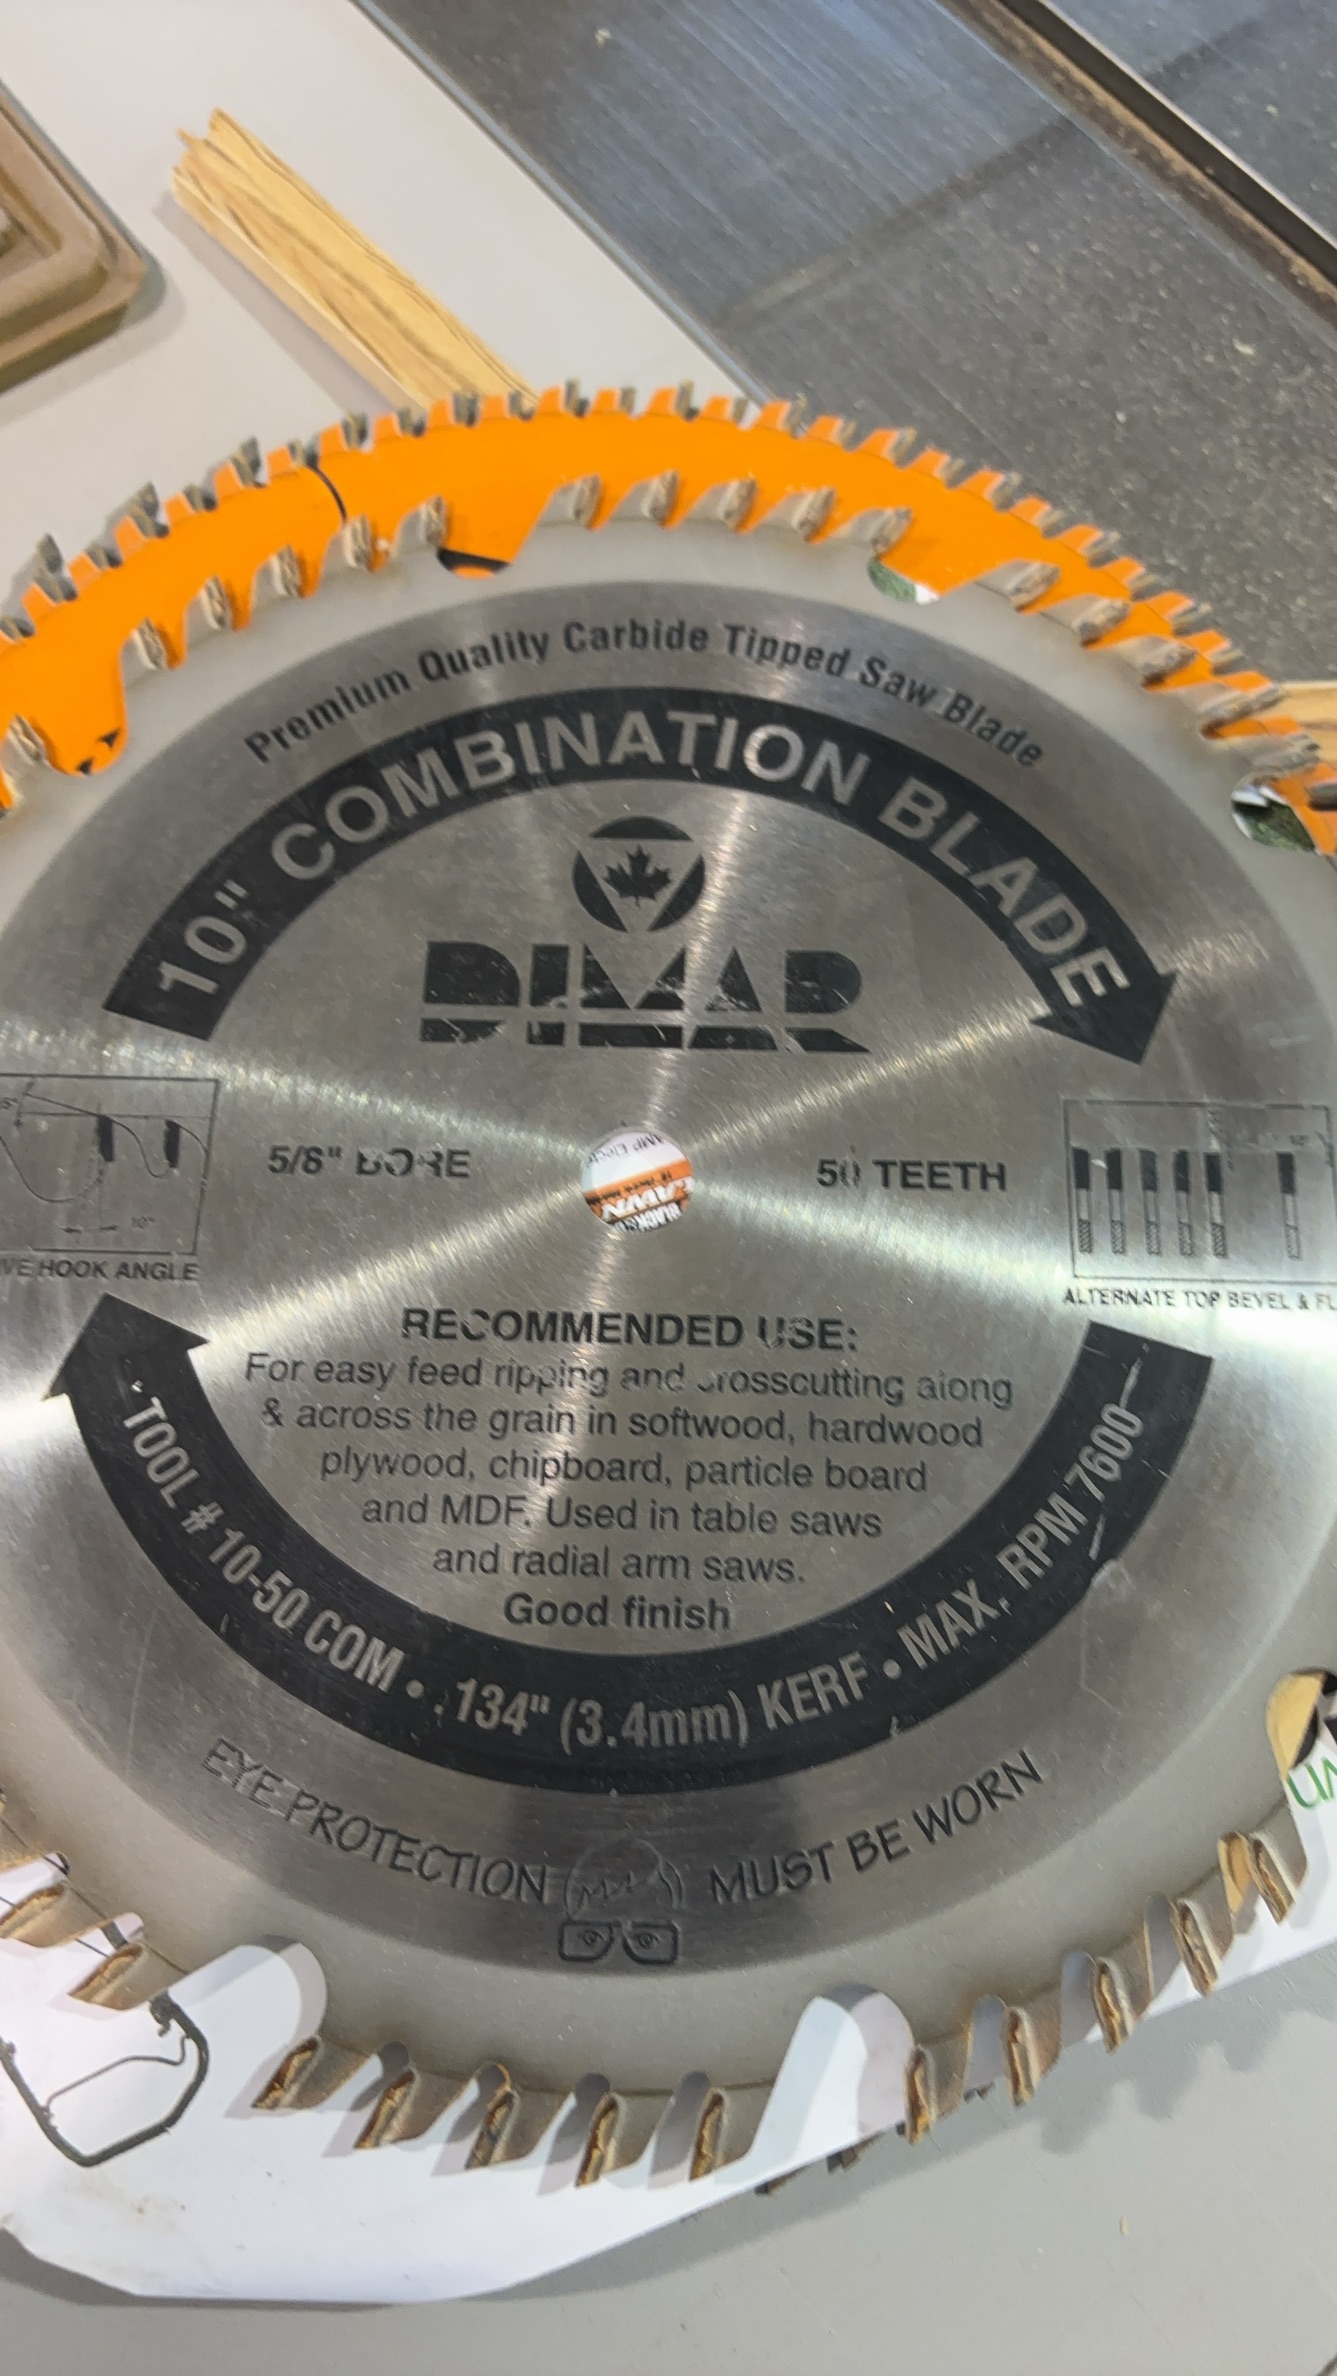 Premium Quality Carbide Tipped Saw Blade
10" COMBINATION BLADE
DIMAR
5/8" BORE
50 TEETH
HOOK ANGLE
10°
ALTERNATE TOP BEVEL &
RECOMMENDED USE:
For easy feed ripping and crosscutting along
& across the grain in softwood, hardwood
plywood, chipboard, particle board
and MDF. Used in table saws
and radial arm saws.
Good finish
TOOL # 10-50 COM • .134" (3.4mm) KERF • MAX. RPM 7600
EYE PROTECTION MUST BE WORN